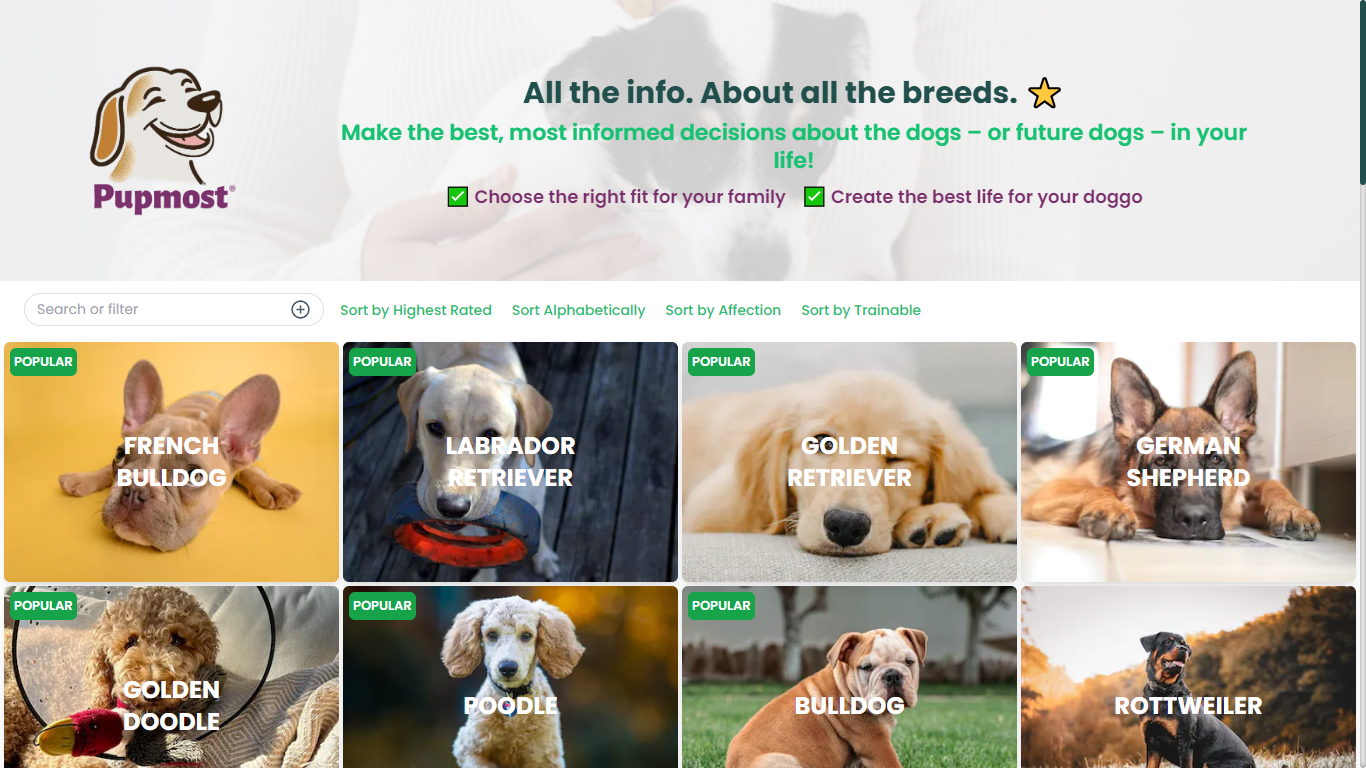 All the info. About all the breeds.
Make the best, most informed decisions about the dogs – or future dogs – in your
life!
Choose the right fit for your family
Create the best life for your doggo
Pupmost®
Search or filter
Sort by Highest Rated
Sort Alphabetically
Sort by Affection
Sort by Trainable
POPULAR
FRENCH
BULLDOG
POPULAR
LABRADOR
RETRIEVER
POPULAR
GOLDEN
RETRIEVER
POPULAR
GERMAN
SHEPHERD
POPULAR
GOLDEN
DOODLE
POPULAR
POODLE
POPULAR
BULLDOG
ROTTWEILER